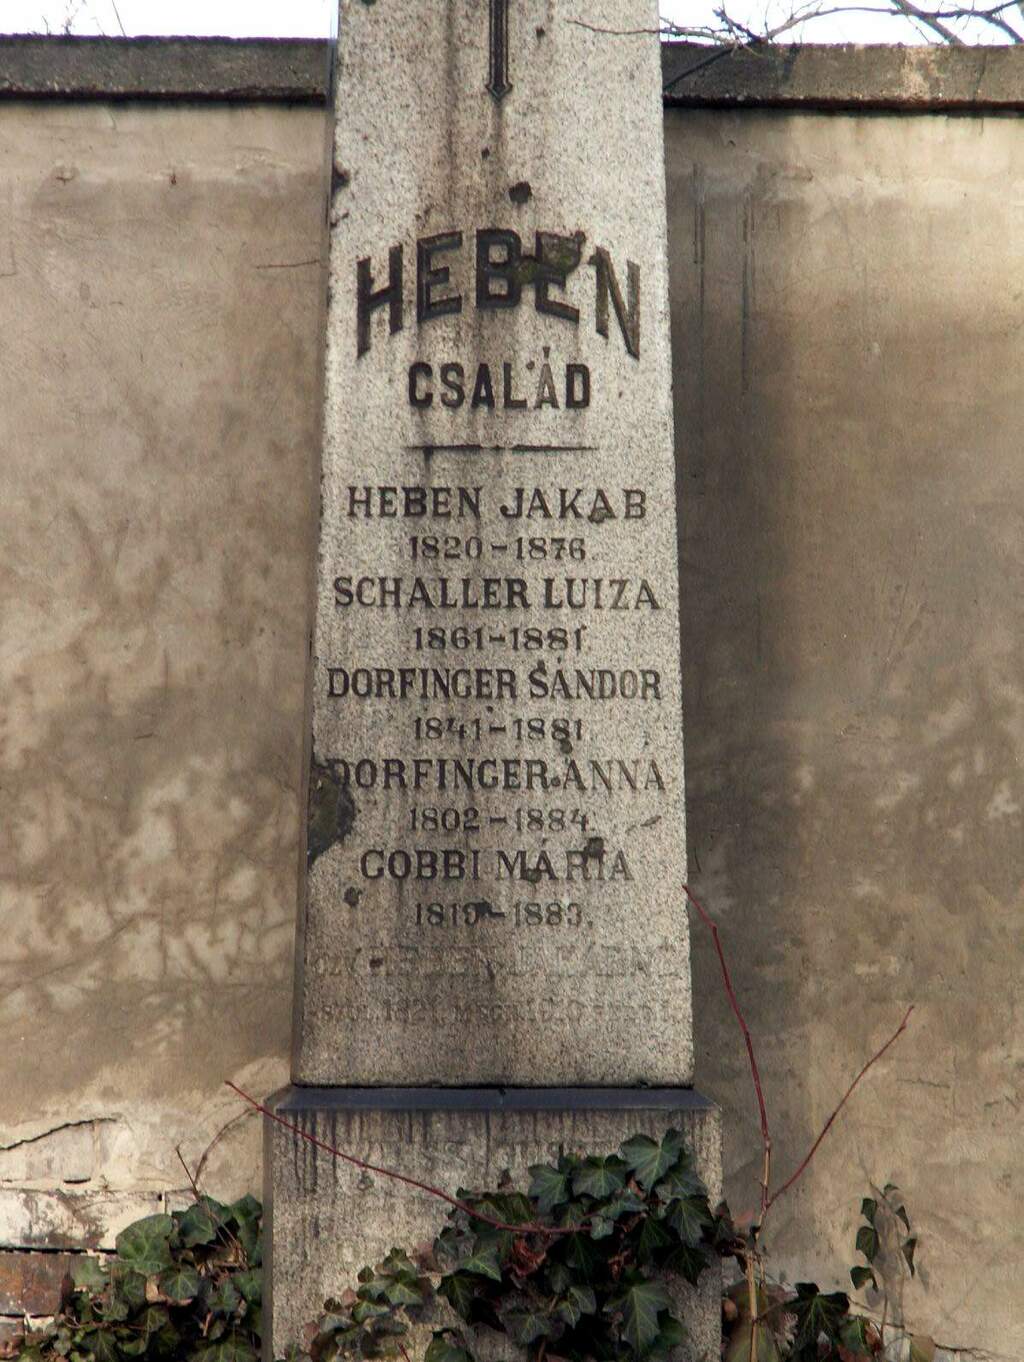 HEBEN
CSALÁD
HEBEN JAKAB
1820-1876.
SCHALLER LUIZA
1861-1881.
DORFINGER SÁNDOR
1841-1881
DORFINGER ANNA
1802-1884.
GOBBI MÁRIA
1819-1883.